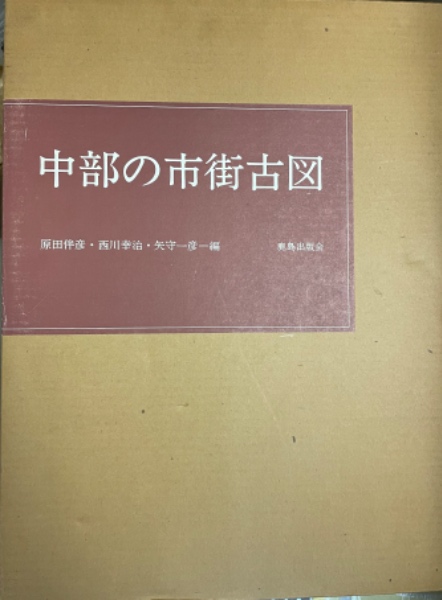 中部の市街古図
原田伴彦・西川幸治・矢守一彦一編 鹿島出版会